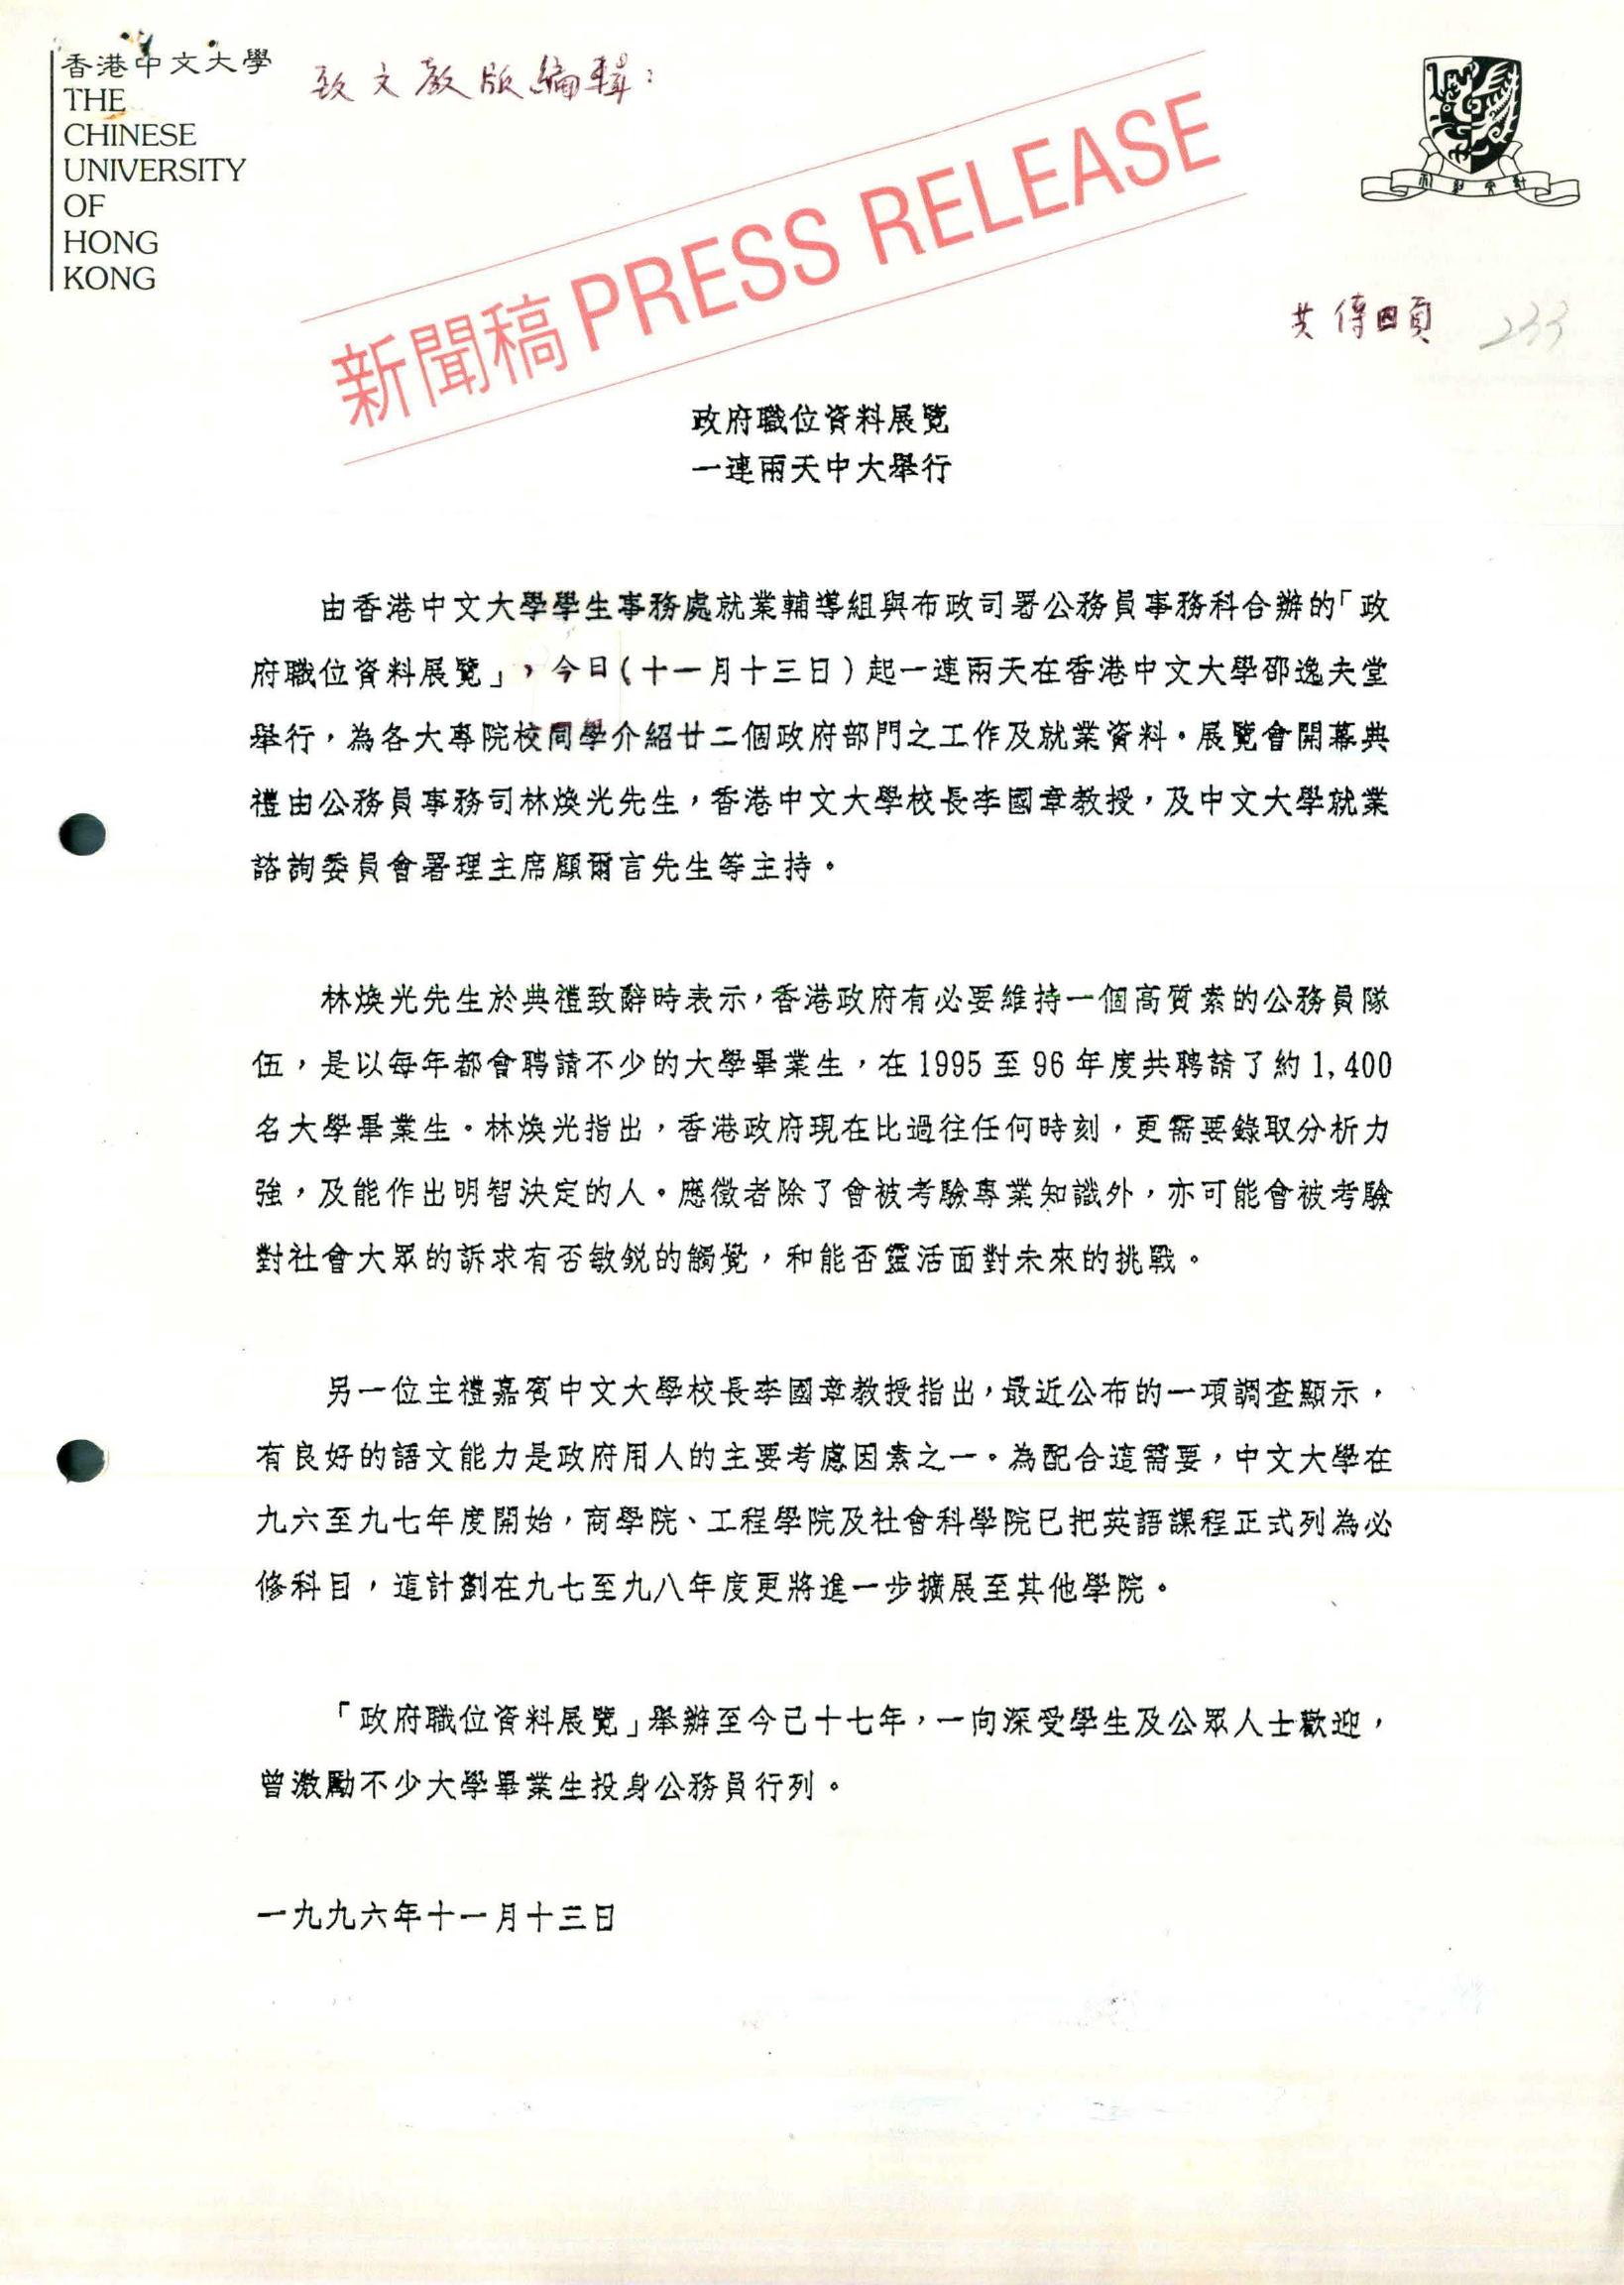 香港中文大學
THE
CHINESE
UNIVERSITY
OF
HONG
KONG
致文教版編輯：
新聞稿 PRESS RELEASE
共傳四頁 233
政府職位資料展覽
一連兩天中大舉行
由香港中文大學學生事務處就業輔導組與布政司署公務員事務科合辦的「政
府職位資料展覽」，今日(十一月十三日)起一連兩天在香港中文大學邵逸夫堂
舉行，為各大專院校同學介紹廿二個政府部門之工作及就業資料。展覽會開幕典
禮由公務員事務司林煥光先生，香港中文大學校長李國章教授，及中文大學就業
諮詢委員會署理主席顧爾言先生等主持。
林煥光先生於典禮致辭時表示，香港政府有必要維持一個高質素的公務員隊
伍，是以每年都會聘請不少的大學畢業生，在 1995 至 96 年度共聘請了約 1,400
名大學畢業生。林煥光指出，香港政府現在比過往任何時刻，更需要錄取分析力
強，及能作出明智決定的人。應徵者除了會被考驗專業知識外，亦可能會被考驗
對社會大眾的訴求有否敏銳的觸覺，和能否靈活面對未來的挑戰。
另一位主禮嘉賓中文大學校長李國章教授指出，最近公布的一項調查顯示，
有良好的語文能力是政府用人的主要考慮因素之一。為配合這需要，中文大學在
九六至九七年度開始，商學院、工程學院及社會科學院已把英語課程正式列為必
修科目，這計劃在九七至九八年度更將進一步擴展至其他學院。
「政府職位資料展覽」舉辦至今己十七年，一向深受學生及公眾人士歡迎，
曾激勵不少大學畢業生投身公務員行列。
一九九六年十一月十三日